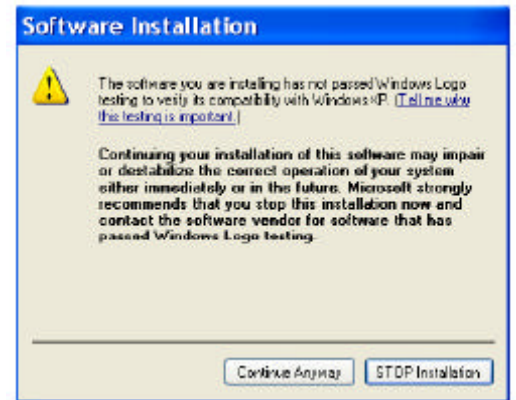 Software Installation
The software you are installing has not passed Windows Logo
testing to verify its compatibility with Windows XP. (Tell me why
this testing is important.)
Continuing your installation of this software may impair
or destabilize the correct operation of your system
either immediately or in the future. Microsoft strongly
recommends that you stop this installation now and
contact the software vendor for software that has
passed Windows Logo testing.
Continue Anyway
STOP Installation